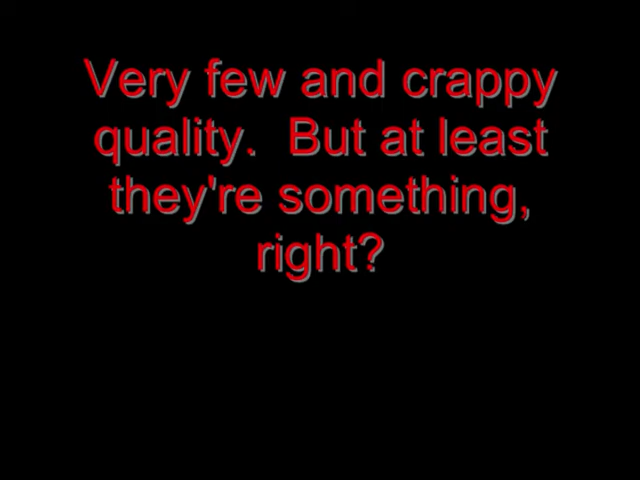 Very few and crappy
quality.  But at least
they're something,
right?